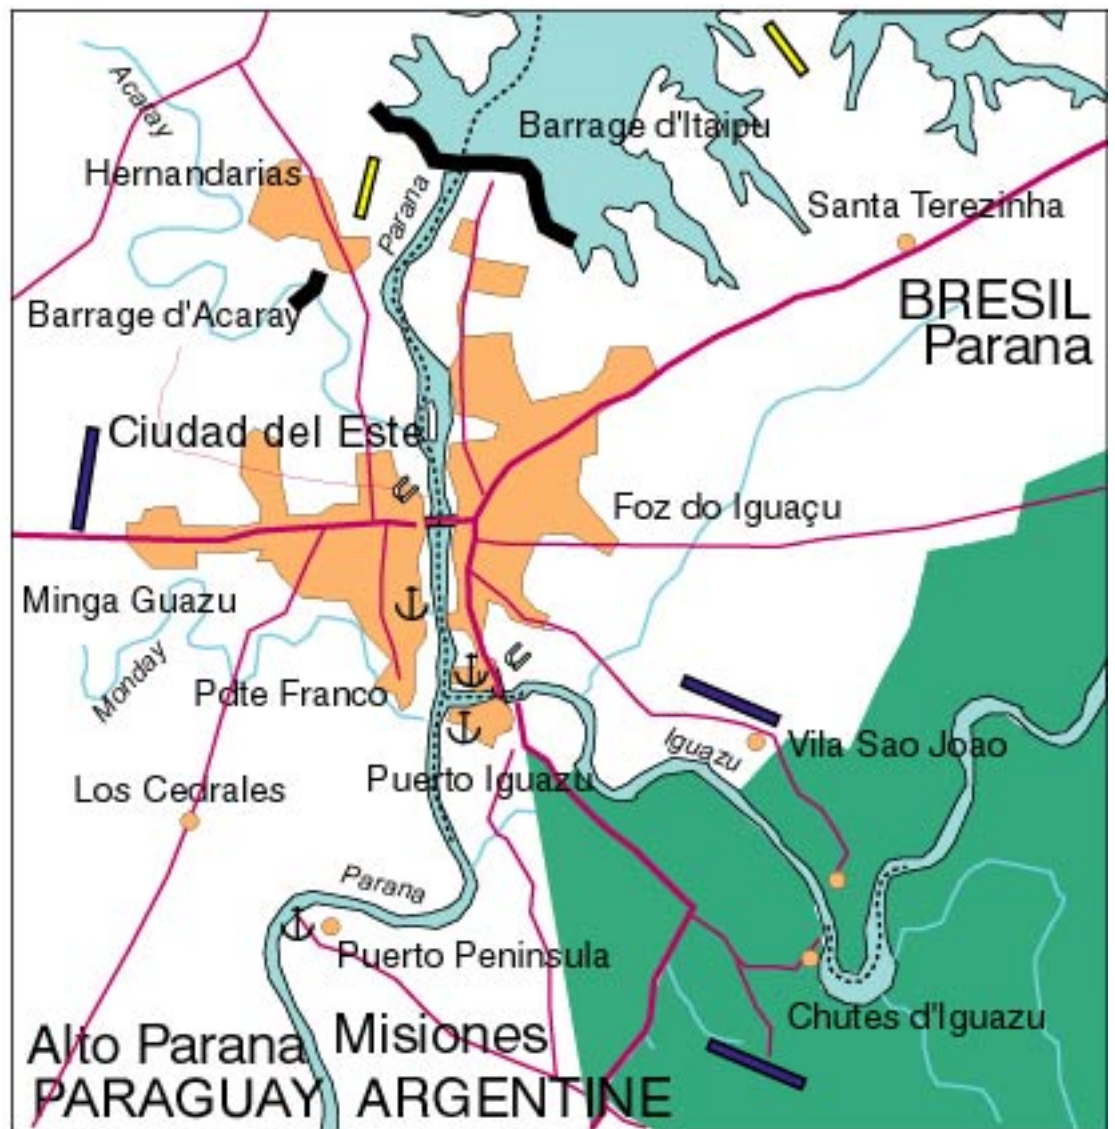 Acaray
Barrage d'Itaipu
Hernandarias
Parana
Santa Terezinha
BRESIL
Parana
Barrage d'Acaray
Ciudad del Este
Foz do Iguaçu
Minga Guazu
Monday
Pdte Franco
Iguazu
Vila Sao Joao
Los Cedrales
Puerto Iguazu
Parana
Puerto Peninsula
Chutes d'Iguazu
Alto Parana
PARAGUAY
Misiones
ARGENTINE